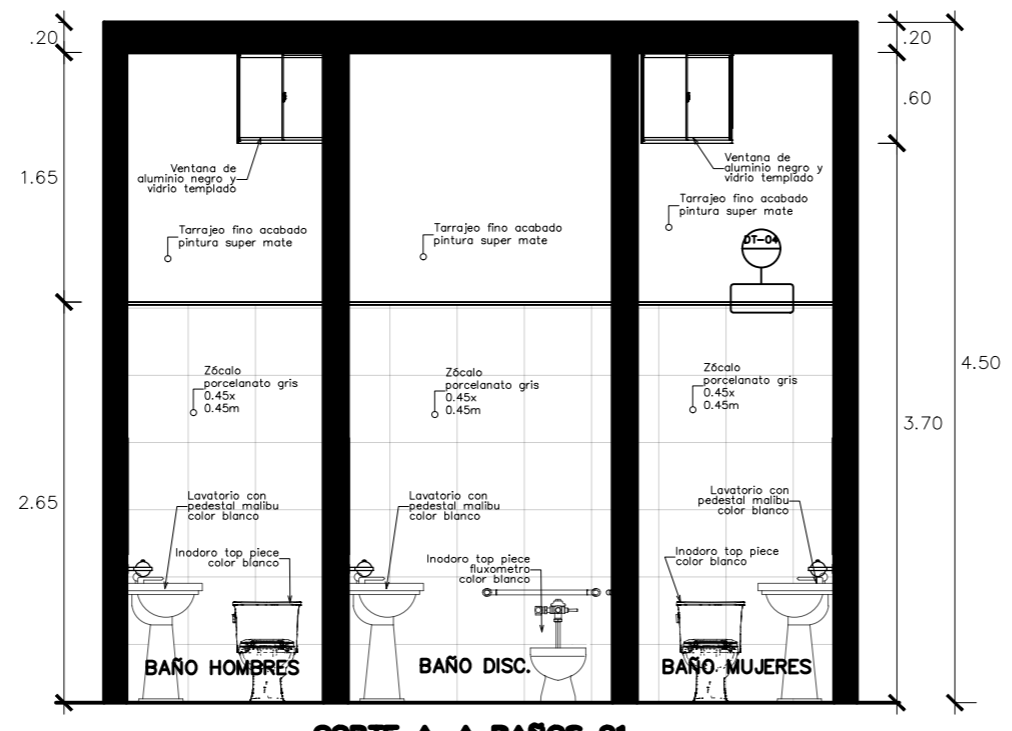 .20
.20
.60
1.65
Ventana de
aluminio negro y
vidrio templado
Ventana de
aluminio negro y
vidrio templado
Tarrajeo fino acabado
pintura super mate
Tarrajeo fino acabado
pintura super mate
Tarrajeo fino acabado
pintura super mate
DT-04
4.50
3.70
Zócalo
porcelanato gris
0.45x
0.45m
Zócalo
porcelanato gris
0.45x
0.45m
Zócalo
porcelanato gris
0.45x
0.45m
2.65
Lavatorio con
pedestal malibu
color blanco
Lavatorio con
pedestal malibu
color blanco
Lavatorio con
pedestal malibu
color blanco
Inodoro top piece
color blanco
Inodoro top piece
fluxometro
color blanco
Inodoro top piece
color blanco
BAÑO HOMBRES
BAÑO DISC.
BAÑO MUJERES
CORTE A-A BAÑOS 01